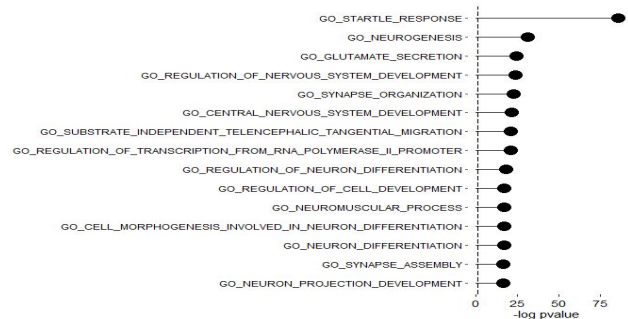 GO_STARTLE_RESPONSE
GO_NEUROGENESIS
GO_GLUTAMATE_SECRETION
GO_REGULATION_OF_NERVOUS_SYSTEM_DEVELOPMENT
GO_SYNAPSE_ORGANIZATION
GO_CENTRAL_NERVOUS_SYSTEM_DEVELOPMENT
GO_SUBSTRATE_INDEPENDENT_TELENCEPHALIC_TANGENTIAL_MIGRATION
GO_REGULATION_OF_TRANSCRIPTION_FROM_RNA_POLYMERASE_II_PROMOTER
GO_REGULATION_OF_NEURON_DIFFERENTIATION
GO_REGULATION_OF_CELL_DEVELOPMENT
GO_NEUROMUSCULAR_PROCESS
GO_CELL_MORPHOGENESIS_INVOLVED_IN_NEURON_DIFFERENTIATION
GO_NEURON_DIFFERENTIATION
GO_SYNAPSE_ASSEMBLY
GO_NEURON_PROJECTION_DEVELOPMENT
0 25 50 75
-log pvalue